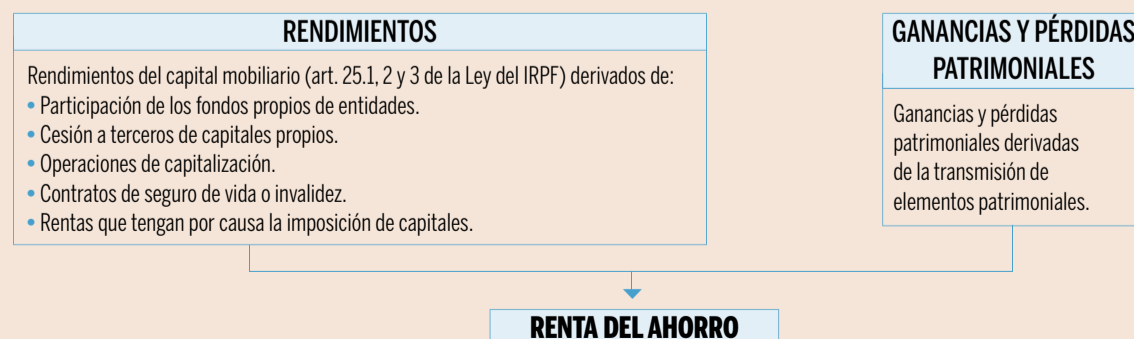 RENDIMIENTOS
Rendimientos del capital mobiliario (art. 25.1, 2 y 3 de la Ley del IRPF) derivados de:
• Participación de los fondos propios de entidades.
• Cesión a terceros de capitales propios.
• Operaciones de capitalización.
• Contratos de seguro de vida o invalidez.
• Rentas que tengan por causa la imposición de capitales.
GANANCIAS Y PÉRDIDAS
PATRIMONIALES
Ganancias y pérdidas
patrimoniales derivadas
de la transmisión de
elementos patrimoniales.
RENTA DEL AHORRO